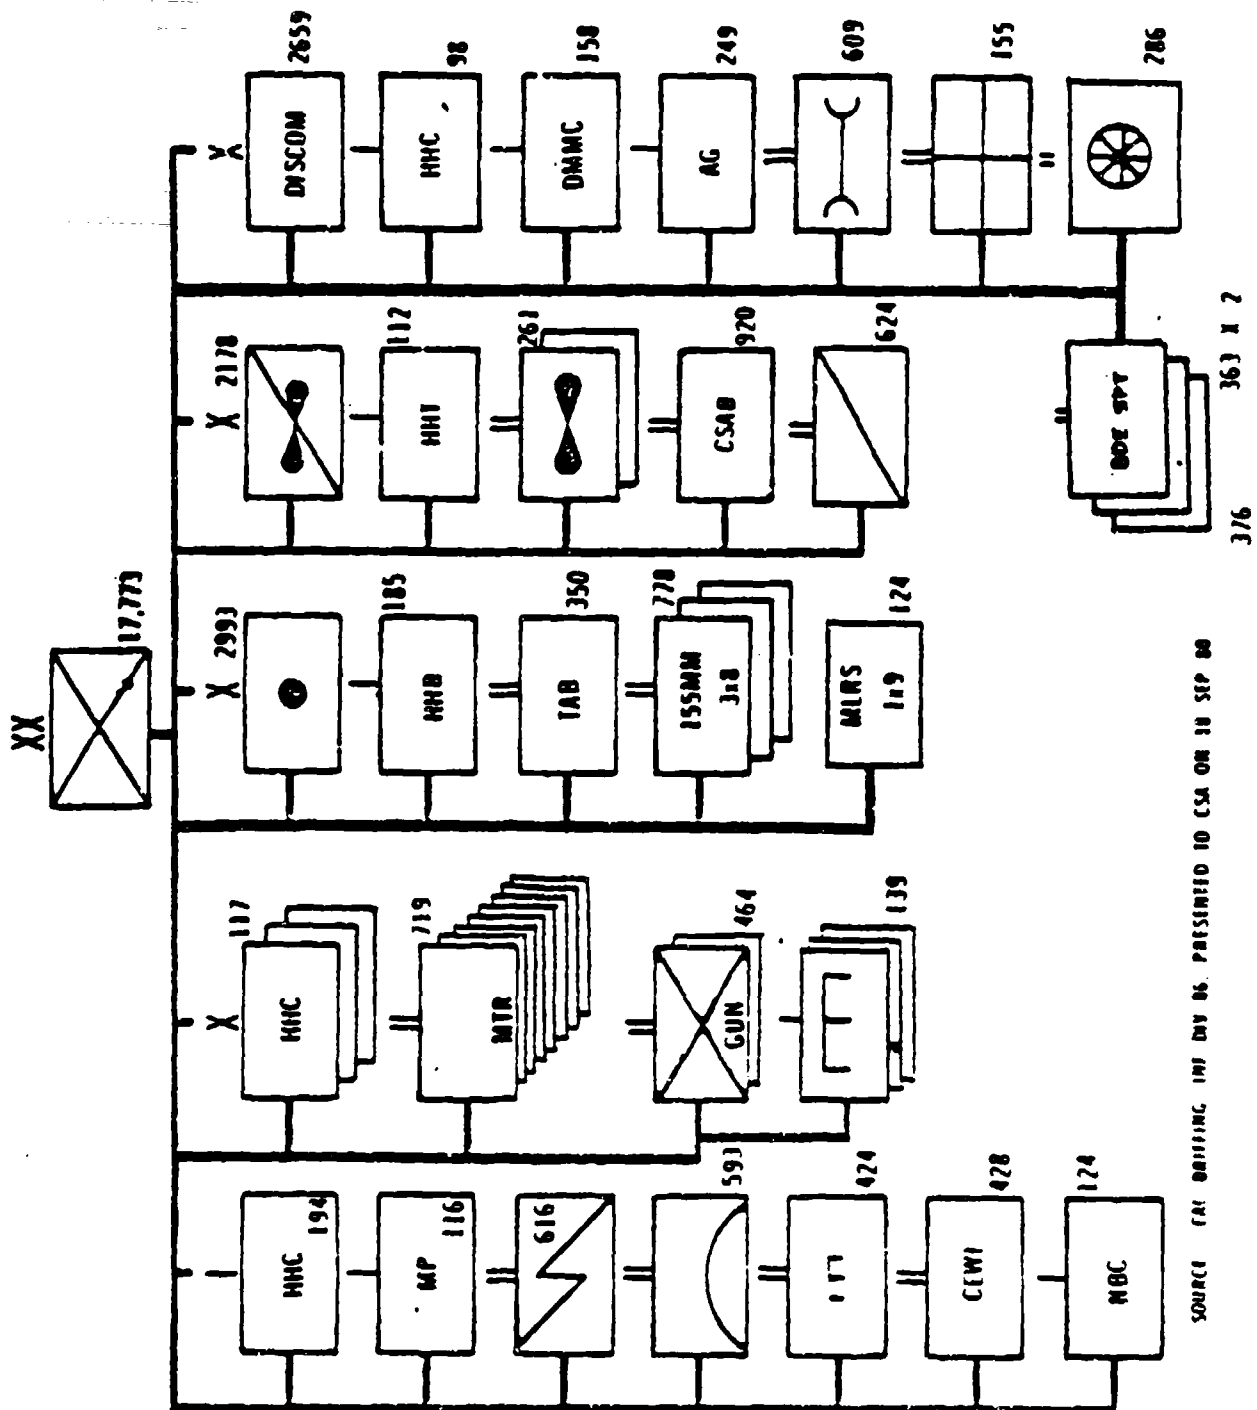 XX
17,773
HHC
194
MP
116
616
593
424
CEWI
428
NBC
124
X
HHC
117
MTR
719
GUN
464
139
X
2993
HHB
185
TAB
350
155MM
3x8
778
MLRS
1x9
124
X
2178
HHT
112
261
CSAB
920
624
DISCOM
2659
HHC
98
DMMC
158
AG
249
609
155
286
BDE SPT
376
363 X 2
SOURCE
BRIEFING, INF DIV 86, PRESENTED TO CSA ON 18 SEP 80